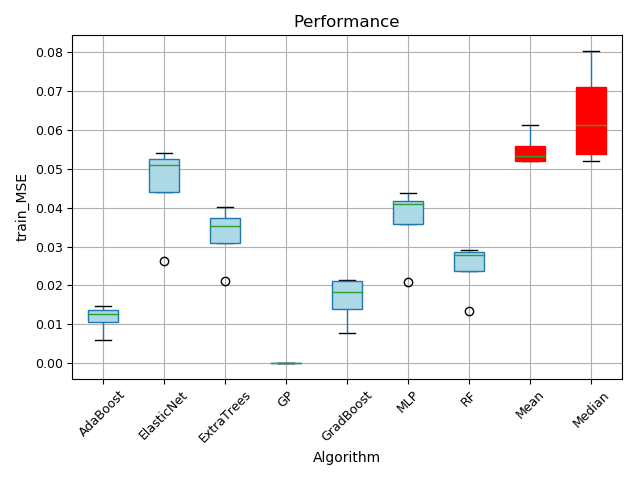 Performance
train_MSE
0.08
0.07
0.06
0.05
0.04
0.03
0.02
0.01
0.00
AdaBoost
ElasticNet
ExtraTrees
GP
GradBoost
MLP
RF
Mean
Median
Algorithm